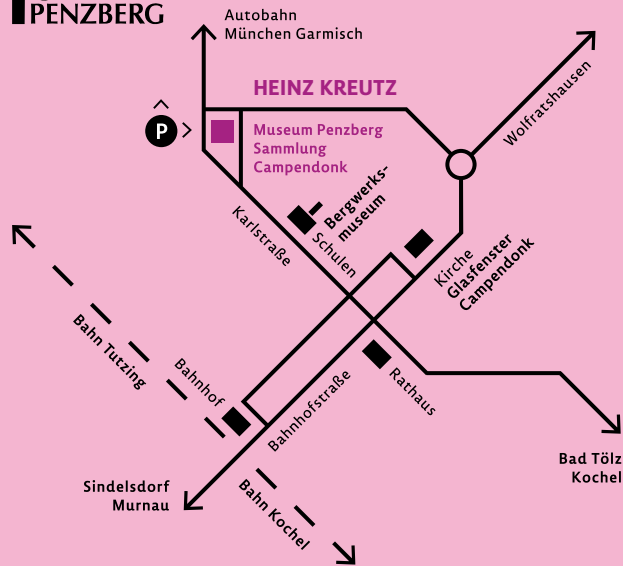 PENZBERG
Autobahn
München Garmisch
HEINZ KREUTZ
P
Museum Penzberg
Sammlung
Campendonk
Wolfratshausen
Bergwerks-
museum
Schulen
Karlstraße
Kirche
Glasfenster
Campendonk
Bahn Tutzing
Bahnhof
Bahnhofstraße
Rathaus
Bad Tölz
Kochel
Sindelsdorf
Murnau
Bahn Kochel